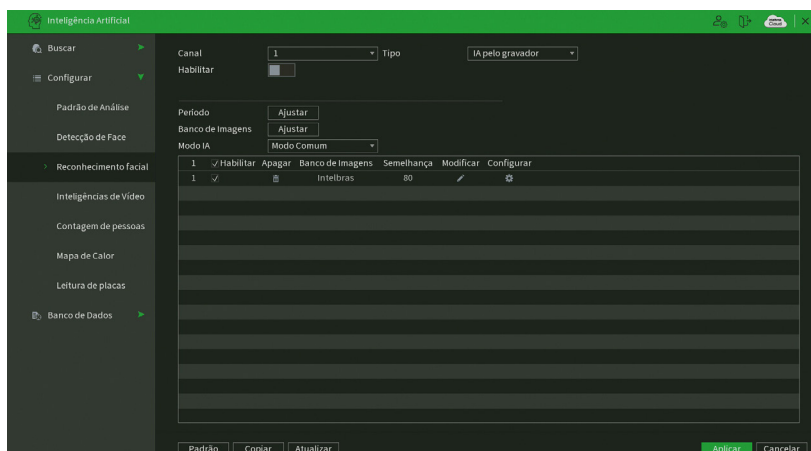 Inteligência Artificial
Buscar
Configurar
Padrão de Análise
Detecção de Face
Reconhecimento facial
Inteligências de Vídeo
Contagem de pessoas
Mapa de Calor
Leitura de placas
Banco de Dados
Canal 1 Tipo IA pelo gravador
Habilitar
Período Ajustar
Banco de Imagens Ajustar
Modo IA Modo Comum
1 Habilitar Apagar Banco de Imagens Semelhança Modificar Configurar
1 Intelbras 80
Padrão Copiar Atualizar Aplicar Cancelar